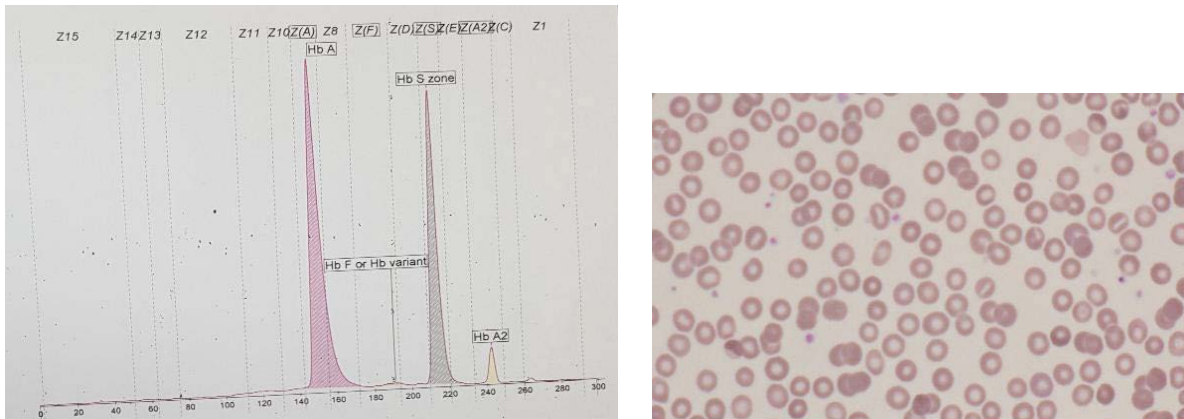 Z15 Z14 Z13 Z12 Z11 Z10 Z(A) Z8 Z(F) Z(D) Z(S) Z(E) Z(A2) Z(C) Z1
Hb A
Hb S zone
Hb F or Hb variant
Hb A2
0 20 40 60 80 100 120 140 160 180 200 220 240 260 280 300